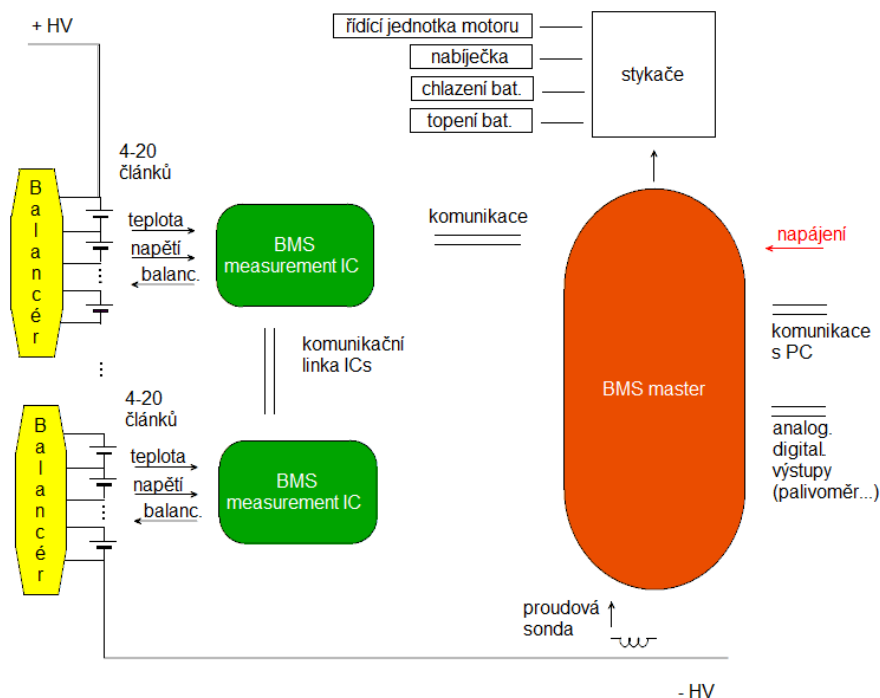 + HV
řídící jednotka motoru
nabíječka
chlazení bat.
topení bat.
stykače
4-20
článků
Balancér
teplota
napětí
balanc.
BMS
measurement IC
komunikace
napájení
komunikační
linka ICs
komunikace
s PC
BMS master
analog.
digital.
výstupy
(palivoměr...)
4-20
článků
Balancér
teplota
napětí
balanc.
BMS
measurement IC
proudová
sonda
- HV